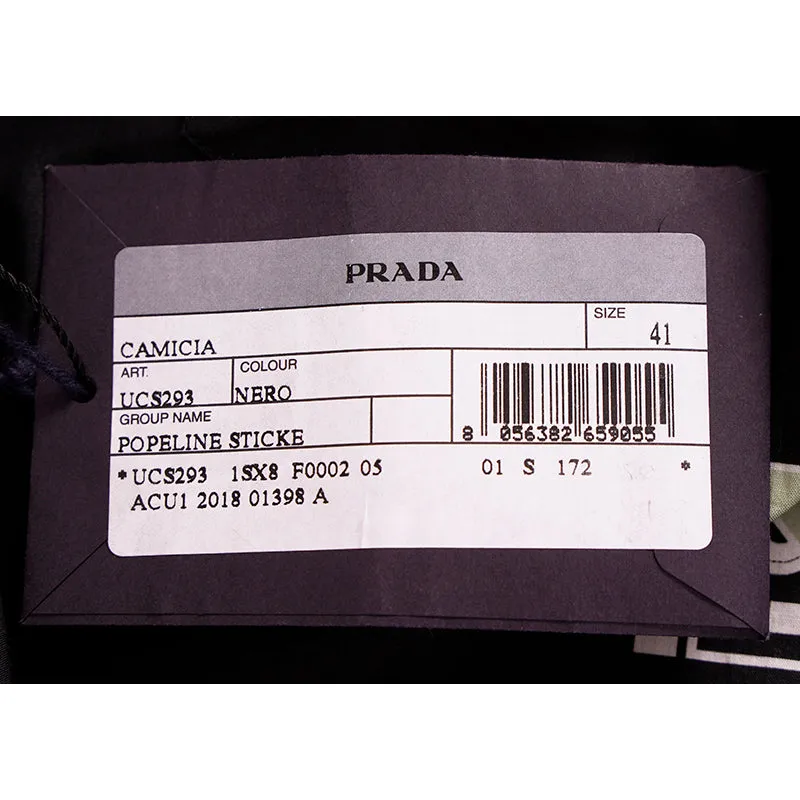 PRADA
SIZE
41
CAMICIA
ART.
UCS293
COLOUR
NERO
GROUP NAME
POPELINE STICKE
8 056382 659055
*UCS293 1SX8 F0002 05 01 S 172 *
ACU1 2018 01398 A